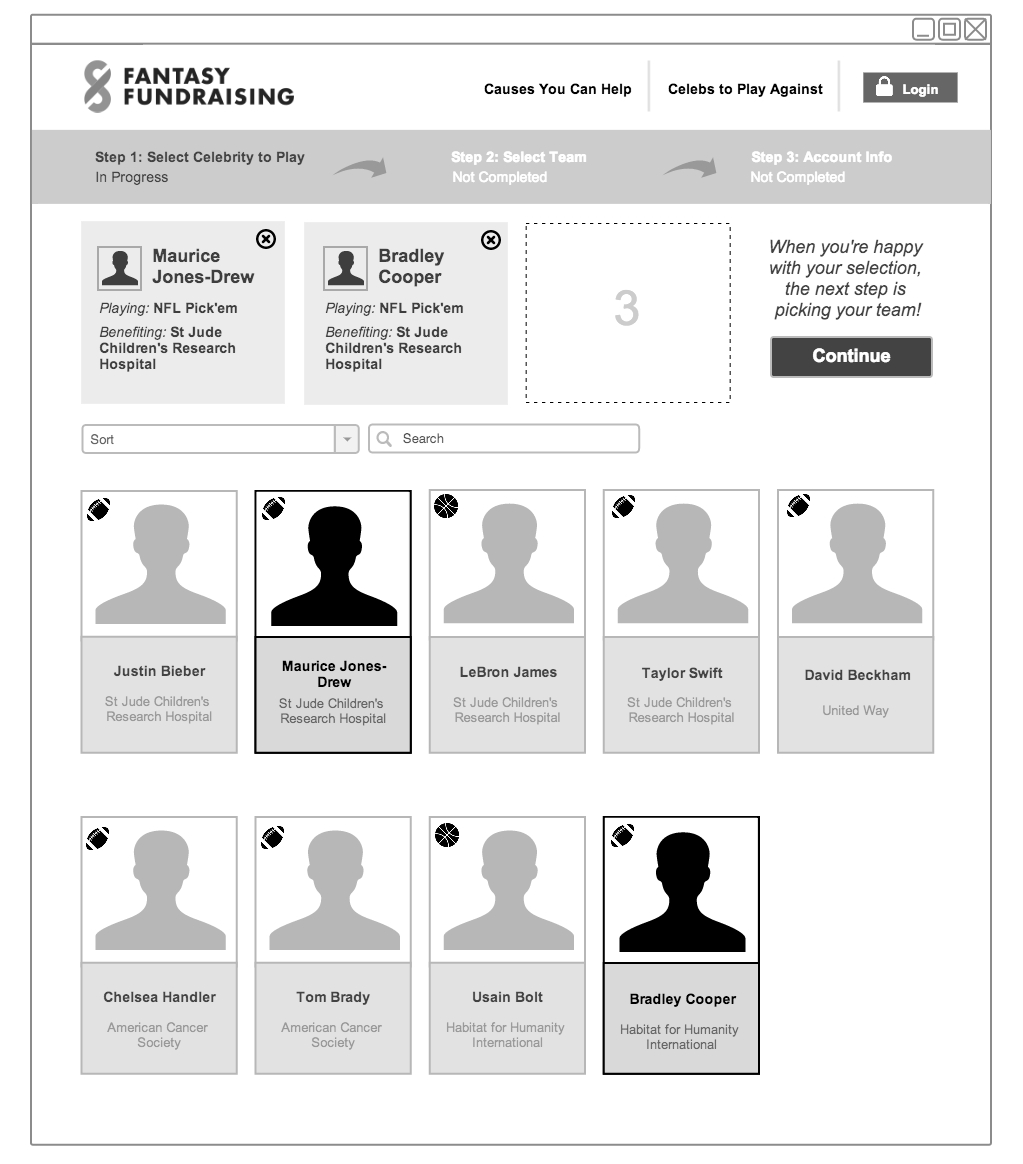 FANTASY
FUNDRAISING
Causes You Can Help
Celebs to Play Against
Login
Step 1: Select Celebrity to Play
In Progress
Step 2: Select Team
Not Completed
Step 3: Account Info
Not Completed
Maurice
Jones-Drew
Playing: NFL Pick'em
Benefiting: St Jude
Children's Research
Hospital
Bradley
Cooper
Playing: NFL Pick'em
Benefiting: St Jude
Children's Research
Hospital
3
When you're happy
with your selection,
the next step is
picking your team!
Continue
Sort
Search
Justin Bieber
St Jude Children's
Research Hospital
Maurice Jones-
Drew
St Jude Children's
Research Hospital
LeBron James
St Jude Children's
Research Hospital
Taylor Swift
St Jude Children's
Research Hospital
David Beckham
United Way
Chelsea Handler
American Cancer
Society
Tom Brady
American Cancer
Society
Usain Bolt
Habitat for Humanity
International
Bradley Cooper
Habitat for Humanity
International